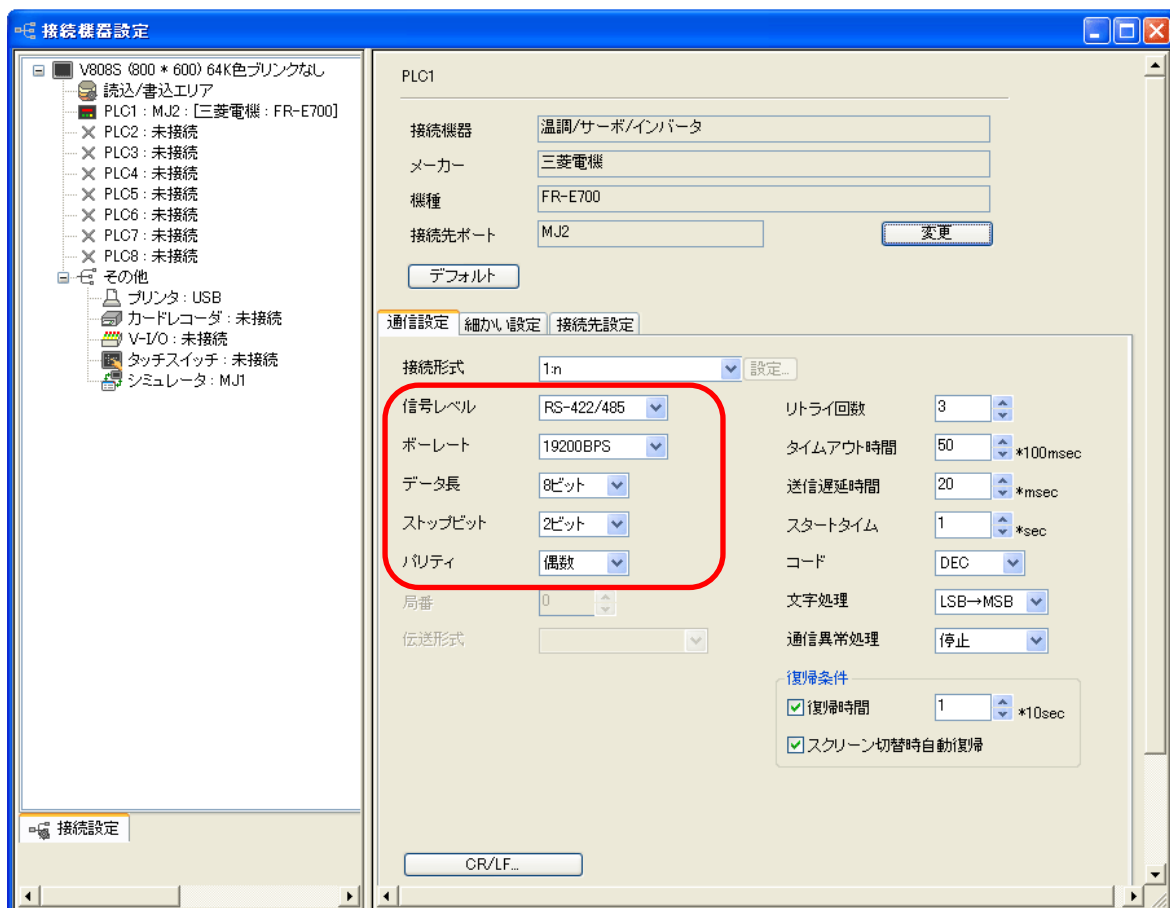 接続機器設定
V808S (800 * 600) 64K色ブリンクなし
読込/書込エリア
PLC1 : MJ2 : [三菱電機 : FR-E700]
PLC2 : 未接続
PLC3 : 未接続
PLC4 : 未接続
PLC5 : 未接続
PLC6 : 未接続
PLC7 : 未接続
PLC8 : 未接続
その他
プリンタ : USB
カードレコーダ : 未接続
V-I/O : 未接続
タッチスイッチ : 未接続
シミュレータ : MJ1
接続設定
PLC1
接続機器 温調/サーボ/インバータ
メーカー 三菱電機
機種 FR-E700
接続先ポート MJ2 変更
デフォルト
通信設定 細かい設定 接続先設定
接続形式 1:n 設定...
信号レベル RS-422/485
ボーレート 19200BPS
データ長 8ビット
ストップビット 2ビット
パリティ 偶数
局番 0
伝送形式
リトライ回数 3
タイムアウト時間 50 *100msec
送信遅延時間 20 *msec
スタートタイム 1 *sec
コード DEC
文字処理 LSB→MSB
通信異常処理 停止
復帰条件
復帰時間 1 *10sec
スクリーン切替時自動復帰
CR/LF...